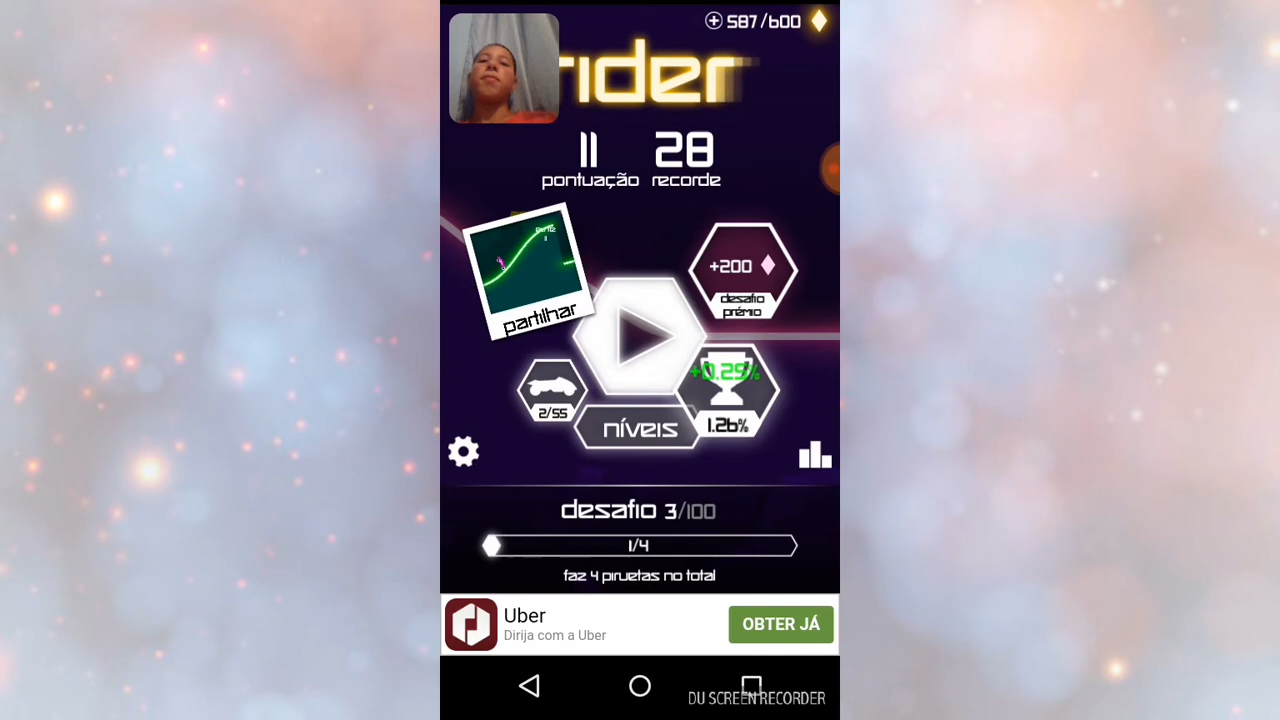 587/600
rider
11 28
pontuação recorde
partilhar
+200
desafio
prémio
+0.25%
1.26%
2/55
níveis
desafio 3/100
1/4
faz 4 piruetas no total
Uber
Dirija com a Uber
OBTER JÁ
DU SCREEN RECORDER